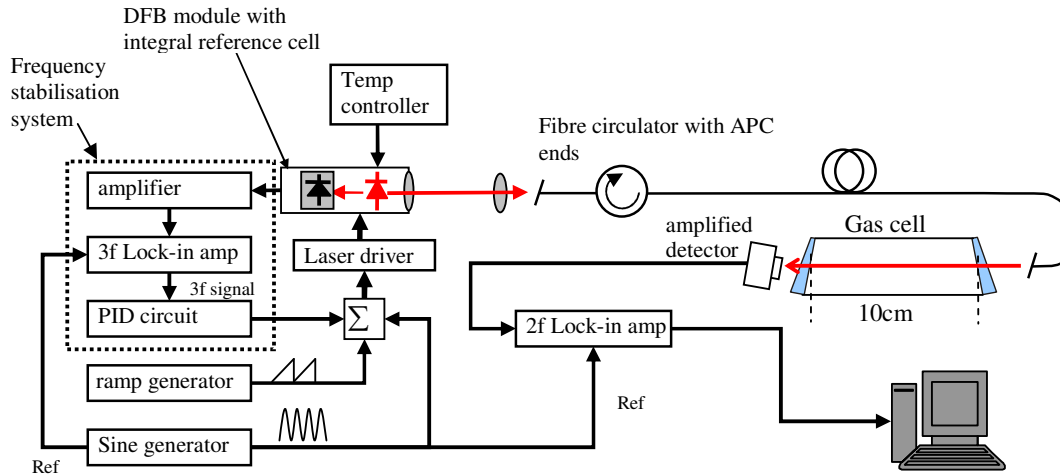 DFB module with
integral reference cell
Frequency
stabilisation
system
Temp
controller
Fibre circulator with APC
ends
amplifier
amplified
detector
Gas cell
3f Lock-in amp
Laser driver
3f signal
PID circuit
Σ
10cm
2f Lock-in amp
ramp generator
Ref
Sine generator
Ref